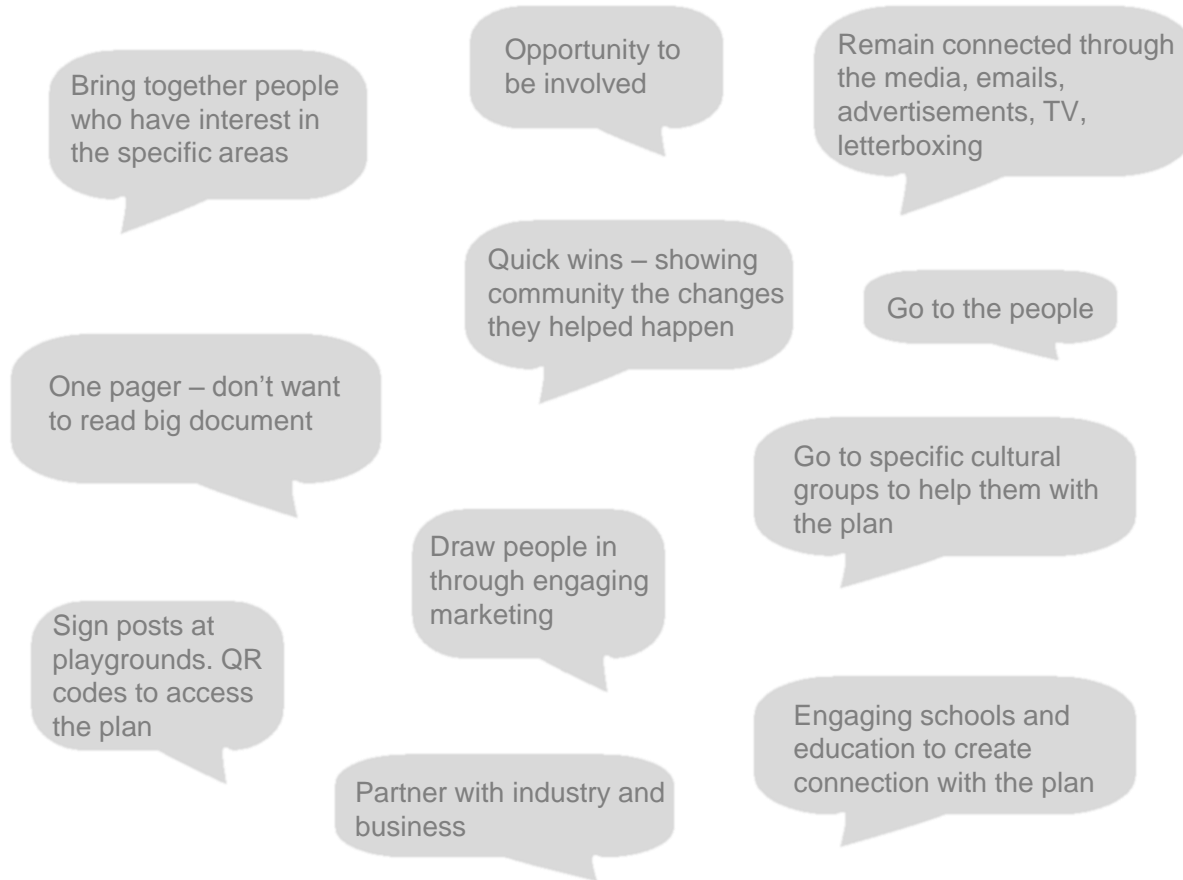 Bring together people
who have interest in
the specific areas
Opportunity to
be involved
Remain connected through
the media, emails,
advertisements, TV,
letterboxing
Quick wins – showing
community the changes
they helped happen
Go to the people
One pager – don’t want
to read big document
Go to specific cultural
groups to help them with
the plan
Draw people in
through engaging
marketing
Sign posts at
playgrounds. QR
codes to access
the plan
Engaging schools and
education to create
connection with the plan
Partner with industry and
business